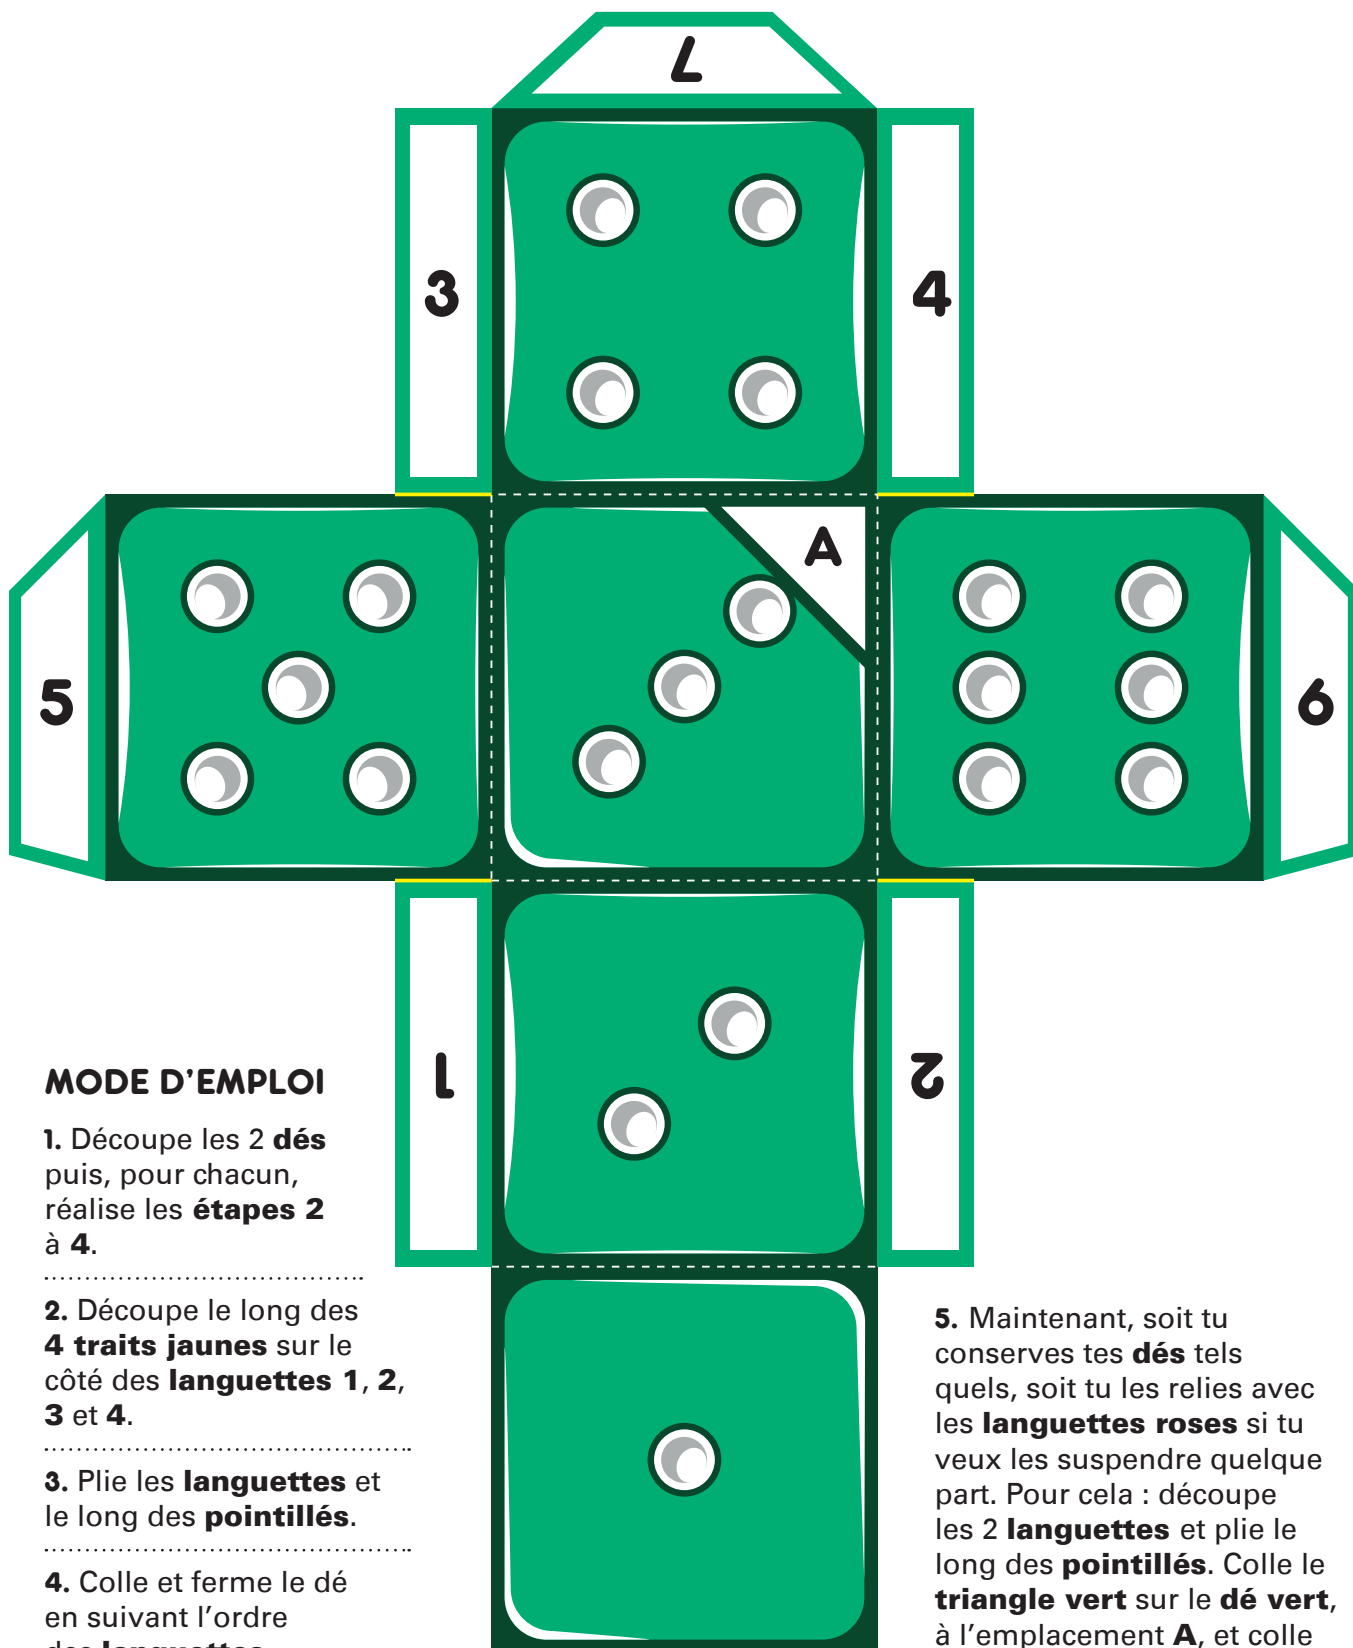 7
3
4
A
5
6
1
2
MODE D'EMPLOI
1. Découpe les 2 dés
puis, pour chacun,
réalise les étapes 2
à 4.
2. Découpe le long des
4 traits jaunes sur le
côté des languettes 1, 2,
3 et 4.
3. Plie les languettes et
le long des pointillés.
4. Colle et ferme le dé
en suivant l'ordre
des languettes
5. Maintenant, soit tu
conserves tes dés tels
quels, soit tu les relies avec
les languettes roses si tu
veux les suspendre quelque
part. Pour cela : découpe
les 2 languettes et plie le
long des pointillés. Colle le
triangle vert sur le dé vert,
à l'emplacement A, et colle